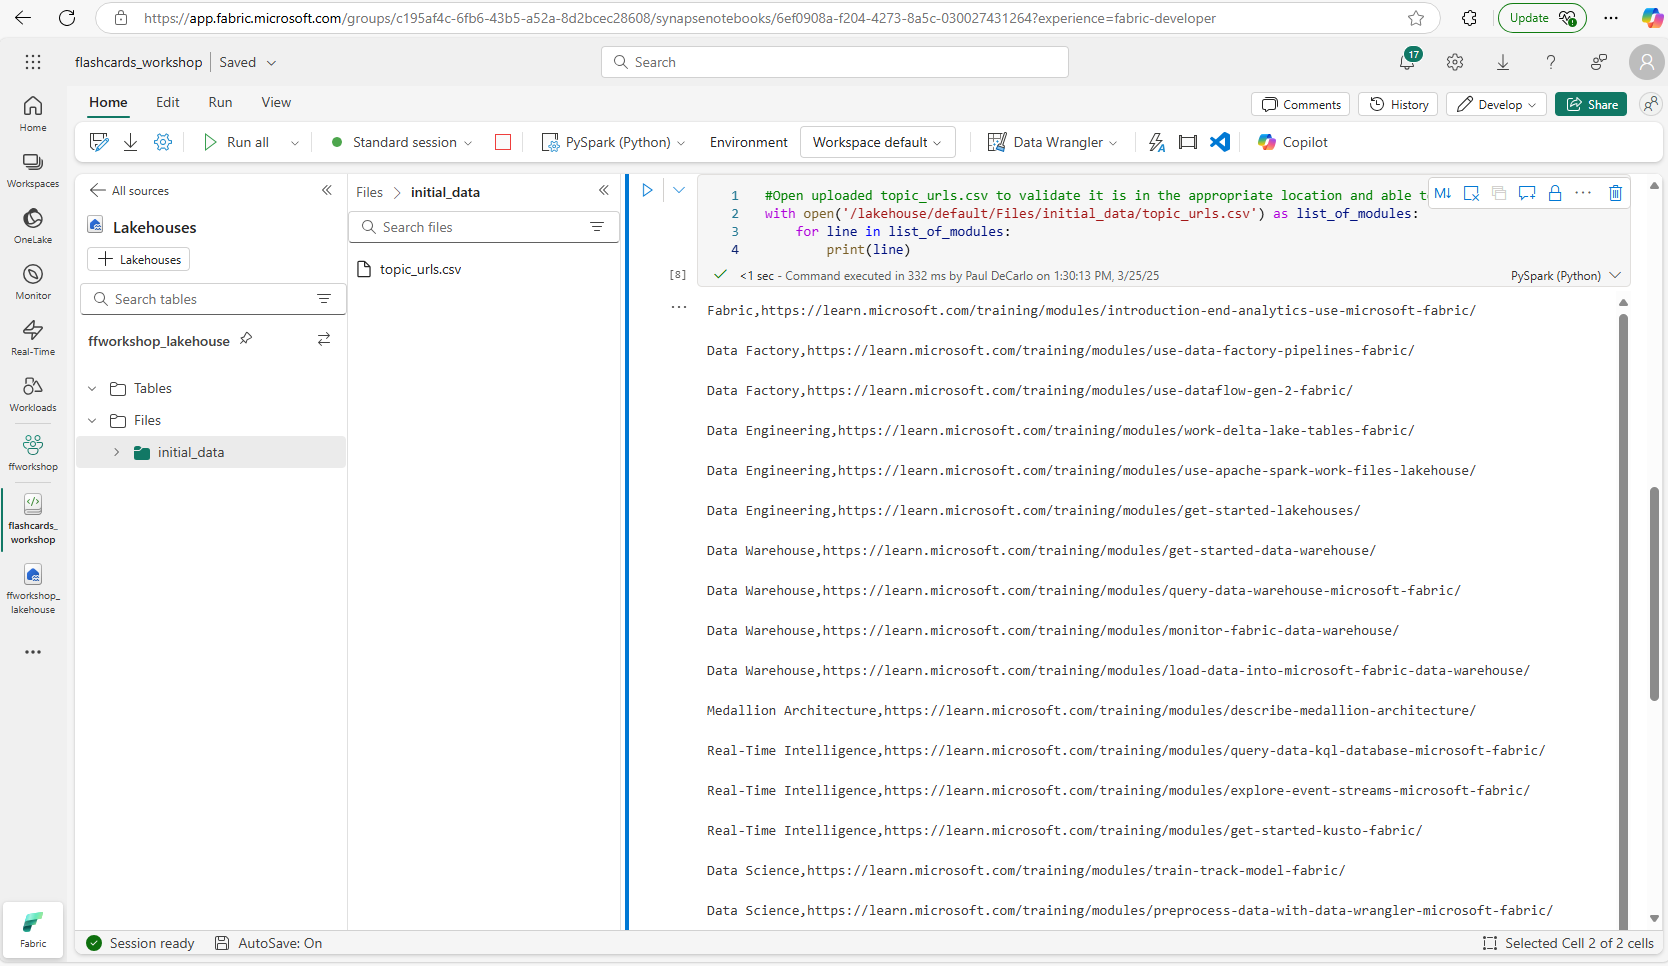 https://app.fabric.microsoft.com/groups/c195af4c-6fb6-43b5-a52a-8d2bcec28608/synapsenotebooks/6ef0908a-f204-4273-8a5c-030027431264?experience=fabric-developer
Update
flashcards_workshop
Saved
Search
17
Home
Edit
Run
View
Comments
History
Develop
Share
Run all
Standard session
PySpark (Python)
Environment
Workspace default
Data Wrangler
Copilot
Home
Workspaces
OneLake
Monitor
Real-Time
Workloads
ffworkshop
flashcards_
workshop
ffworkshop_
lakehouse
Fabric
All sources
Lakehouses
Lakehouses
Search tables
ffworkshop_lakehouse
Tables
Files
initial_data
Files
initial_data
Search files
topic_urls.csv
1 #Open uploaded topic_urls.csv to validate it is in the appropriate location and able t
2 with open('/lakehouse/default/Files/initial_data/topic_urls.csv') as list_of_modules:
3 for line in list_of_modules:
4 print(line)
M↓
[8]
<1 sec - Command executed in 332 ms by Paul DeCarlo on 1:30:13 PM, 3/25/25
PySpark (Python)
Fabric,https://learn.microsoft.com/training/modules/introduction-end-analytics-use-microsoft-fabric/
Data Factory,https://learn.microsoft.com/training/modules/use-data-factory-pipelines-fabric/
Data Factory,https://learn.microsoft.com/training/modules/use-dataflow-gen-2-fabric/
Data Engineering,https://learn.microsoft.com/training/modules/work-delta-lake-tables-fabric/
Data Engineering,https://learn.microsoft.com/training/modules/use-apache-spark-work-files-lakehouse/
Data Engineering,https://learn.microsoft.com/training/modules/get-started-lakehouses/
Data Warehouse,https://learn.microsoft.com/training/modules/get-started-data-warehouse/
Data Warehouse,https://learn.microsoft.com/training/modules/query-data-warehouse-microsoft-fabric/
Data Warehouse,https://learn.microsoft.com/training/modules/monitor-fabric-data-warehouse/
Data Warehouse,https://learn.microsoft.com/training/modules/load-data-into-microsoft-fabric-data-warehouse/
Medallion Architecture,https://learn.microsoft.com/training/modules/describe-medallion-architecture/
Real-Time Intelligence,https://learn.microsoft.com/training/modules/query-data-kql-database-microsoft-fabric/
Real-Time Intelligence,https://learn.microsoft.com/training/modules/explore-event-streams-microsoft-fabric/
Real-Time Intelligence,https://learn.microsoft.com/training/modules/get-started-kusto-fabric/
Data Science,https://learn.microsoft.com/training/modules/train-track-model-fabric/
Data Science,https://learn.microsoft.com/training/modules/preprocess-data-with-data-wrangler-microsoft-fabric/
Session ready
AutoSave: On
Selected Cell 2 of 2 cells